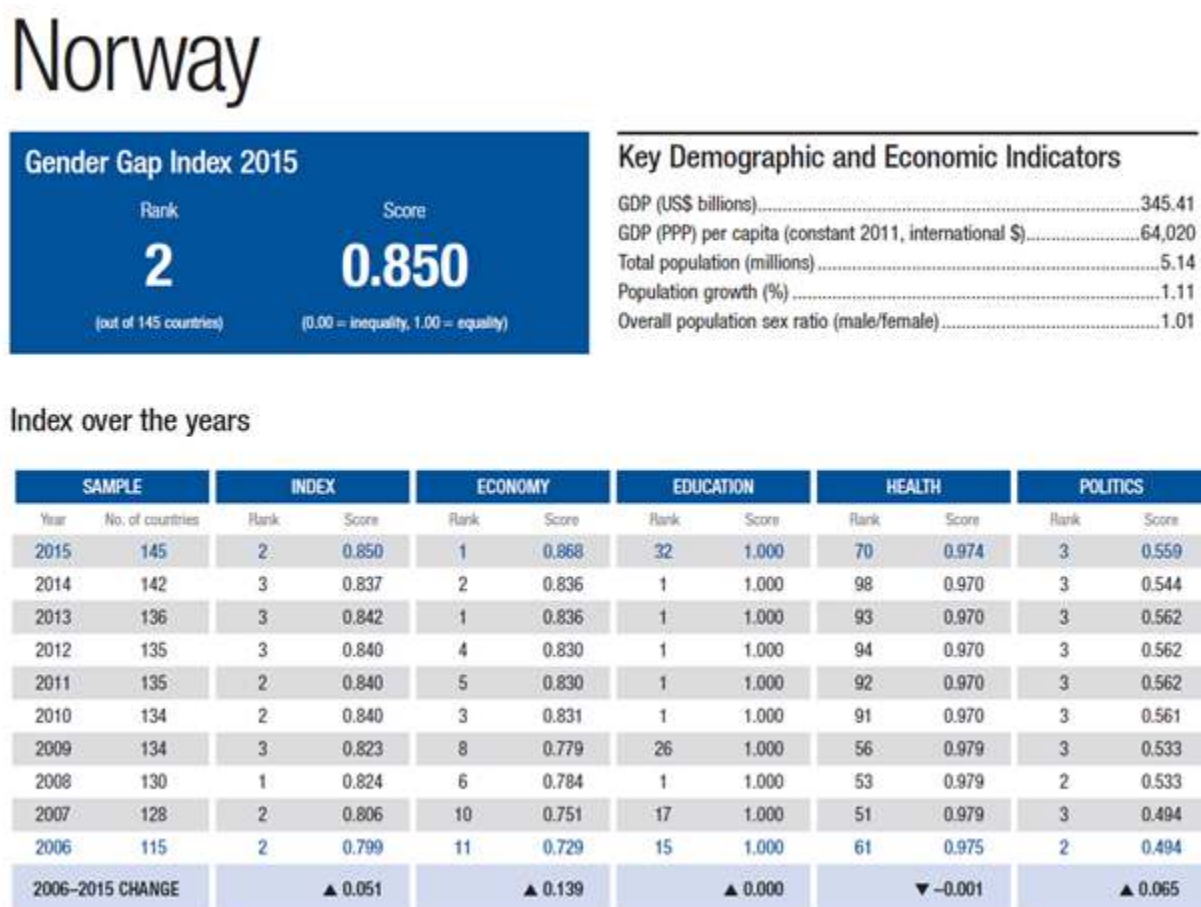 Norway
Gender Gap Index 2015
Rank Score
2 0.850
(out of 145 countries) (0.00 = inequality, 1.00 = equality)
Key Demographic and Economic Indicators
GDP (US$ billions) 345.41
GDP (PPP) per capita (constant 2011, international $) 64,020
Total population (millions) 5.14
Population growth (%) 1.11
Overall population sex ratio (male/female) 1.01
Index over the years
SAMPLE INDEX ECONOMY EDUCATION HEALTH POLITICS
Year No. of countries Rank Score Rank Score Rank Score Rank Score Rank Score
2015 145 2 0.850 1 0.868 32 1.000 70 0.974 3 0.559
2014 142 3 0.837 2 0.836 1 1.000 98 0.970 3 0.544
2013 136 3 0.842 1 0.836 1 1.000 93 0.970 3 0.562
2012 135 3 0.840 4 0.830 1 1.000 94 0.970 3 0.562
2011 135 2 0.840 5 0.830 1 1.000 92 0.970 3 0.562
2010 134 2 0.840 3 0.831 1 1.000 91 0.970 3 0.561
2009 134 3 0.823 8 0.779 26 1.000 56 0.979 3 0.533
2008 130 1 0.824 6 0.784 1 1.000 53 0.979 2 0.533
2007 128 2 0.806 10 0.751 17 1.000 51 0.979 3 0.494
2006 115 2 0.799 11 0.729 15 1.000 61 0.975 2 0.494
2006–2015 CHANGE ▲ 0.051 ▲ 0.139 ▲ 0.000 ▼ –0.001 ▲ 0.065